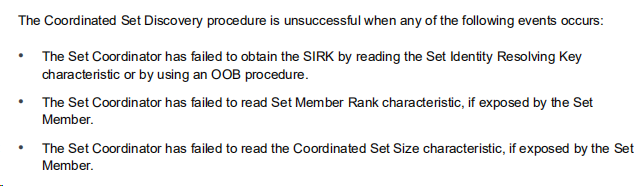 The Coordinated Set Discovery procedure is unsuccessful when any of the following events occurs:
• The Set Coordinator has failed to obtain the SIRK by reading the Set Identity Resolving Key
characteristic or by using an OOB procedure.
• The Set Coordinator has failed to read Set Member Rank characteristic, if exposed by the Set
Member.
• The Set Coordinator has failed to read the Coordinated Set Size characteristic, if exposed by the Set
Member.